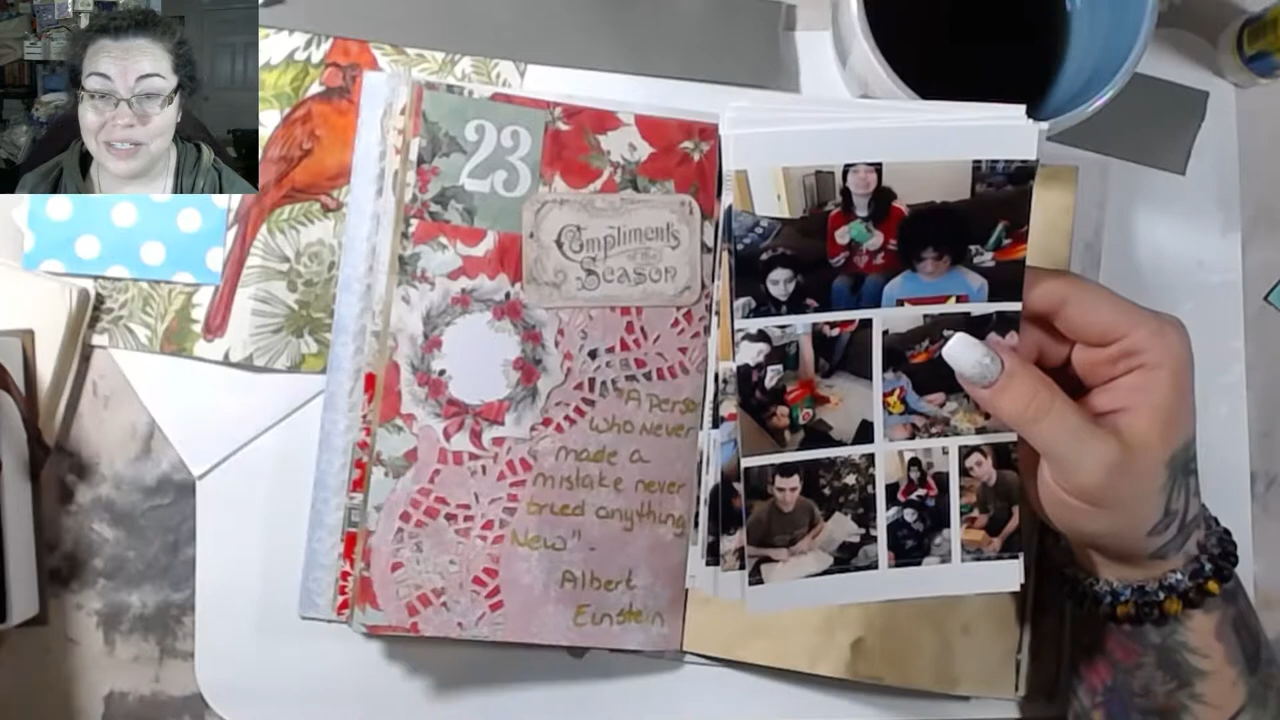 23
Compliments
of the
Season
"A person
who Never
made a
mistake never
tried anything
New".
Albert
Einstein